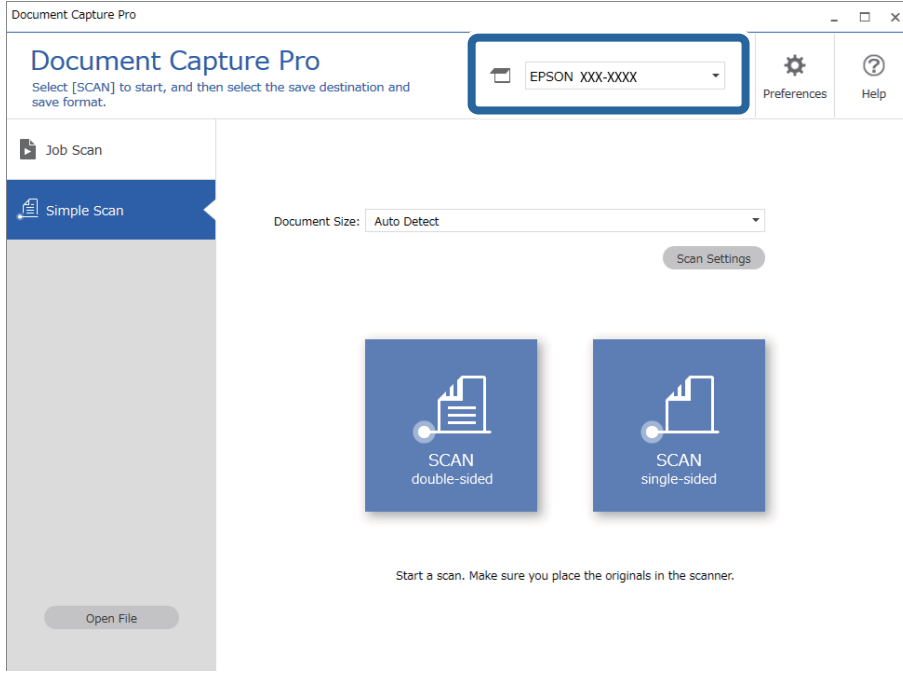 Document Capture Pro
Document Capture Pro
Select [SCAN] to start, and then select the save destination and
save format.
EPSON XXX-XXXX
Preferences
Help
Job Scan
Simple Scan
Document Size: Auto Detect
Scan Settings
SCAN
double-sided
SCAN
single-sided
Start a scan. Make sure you place the originals in the scanner.
Open File